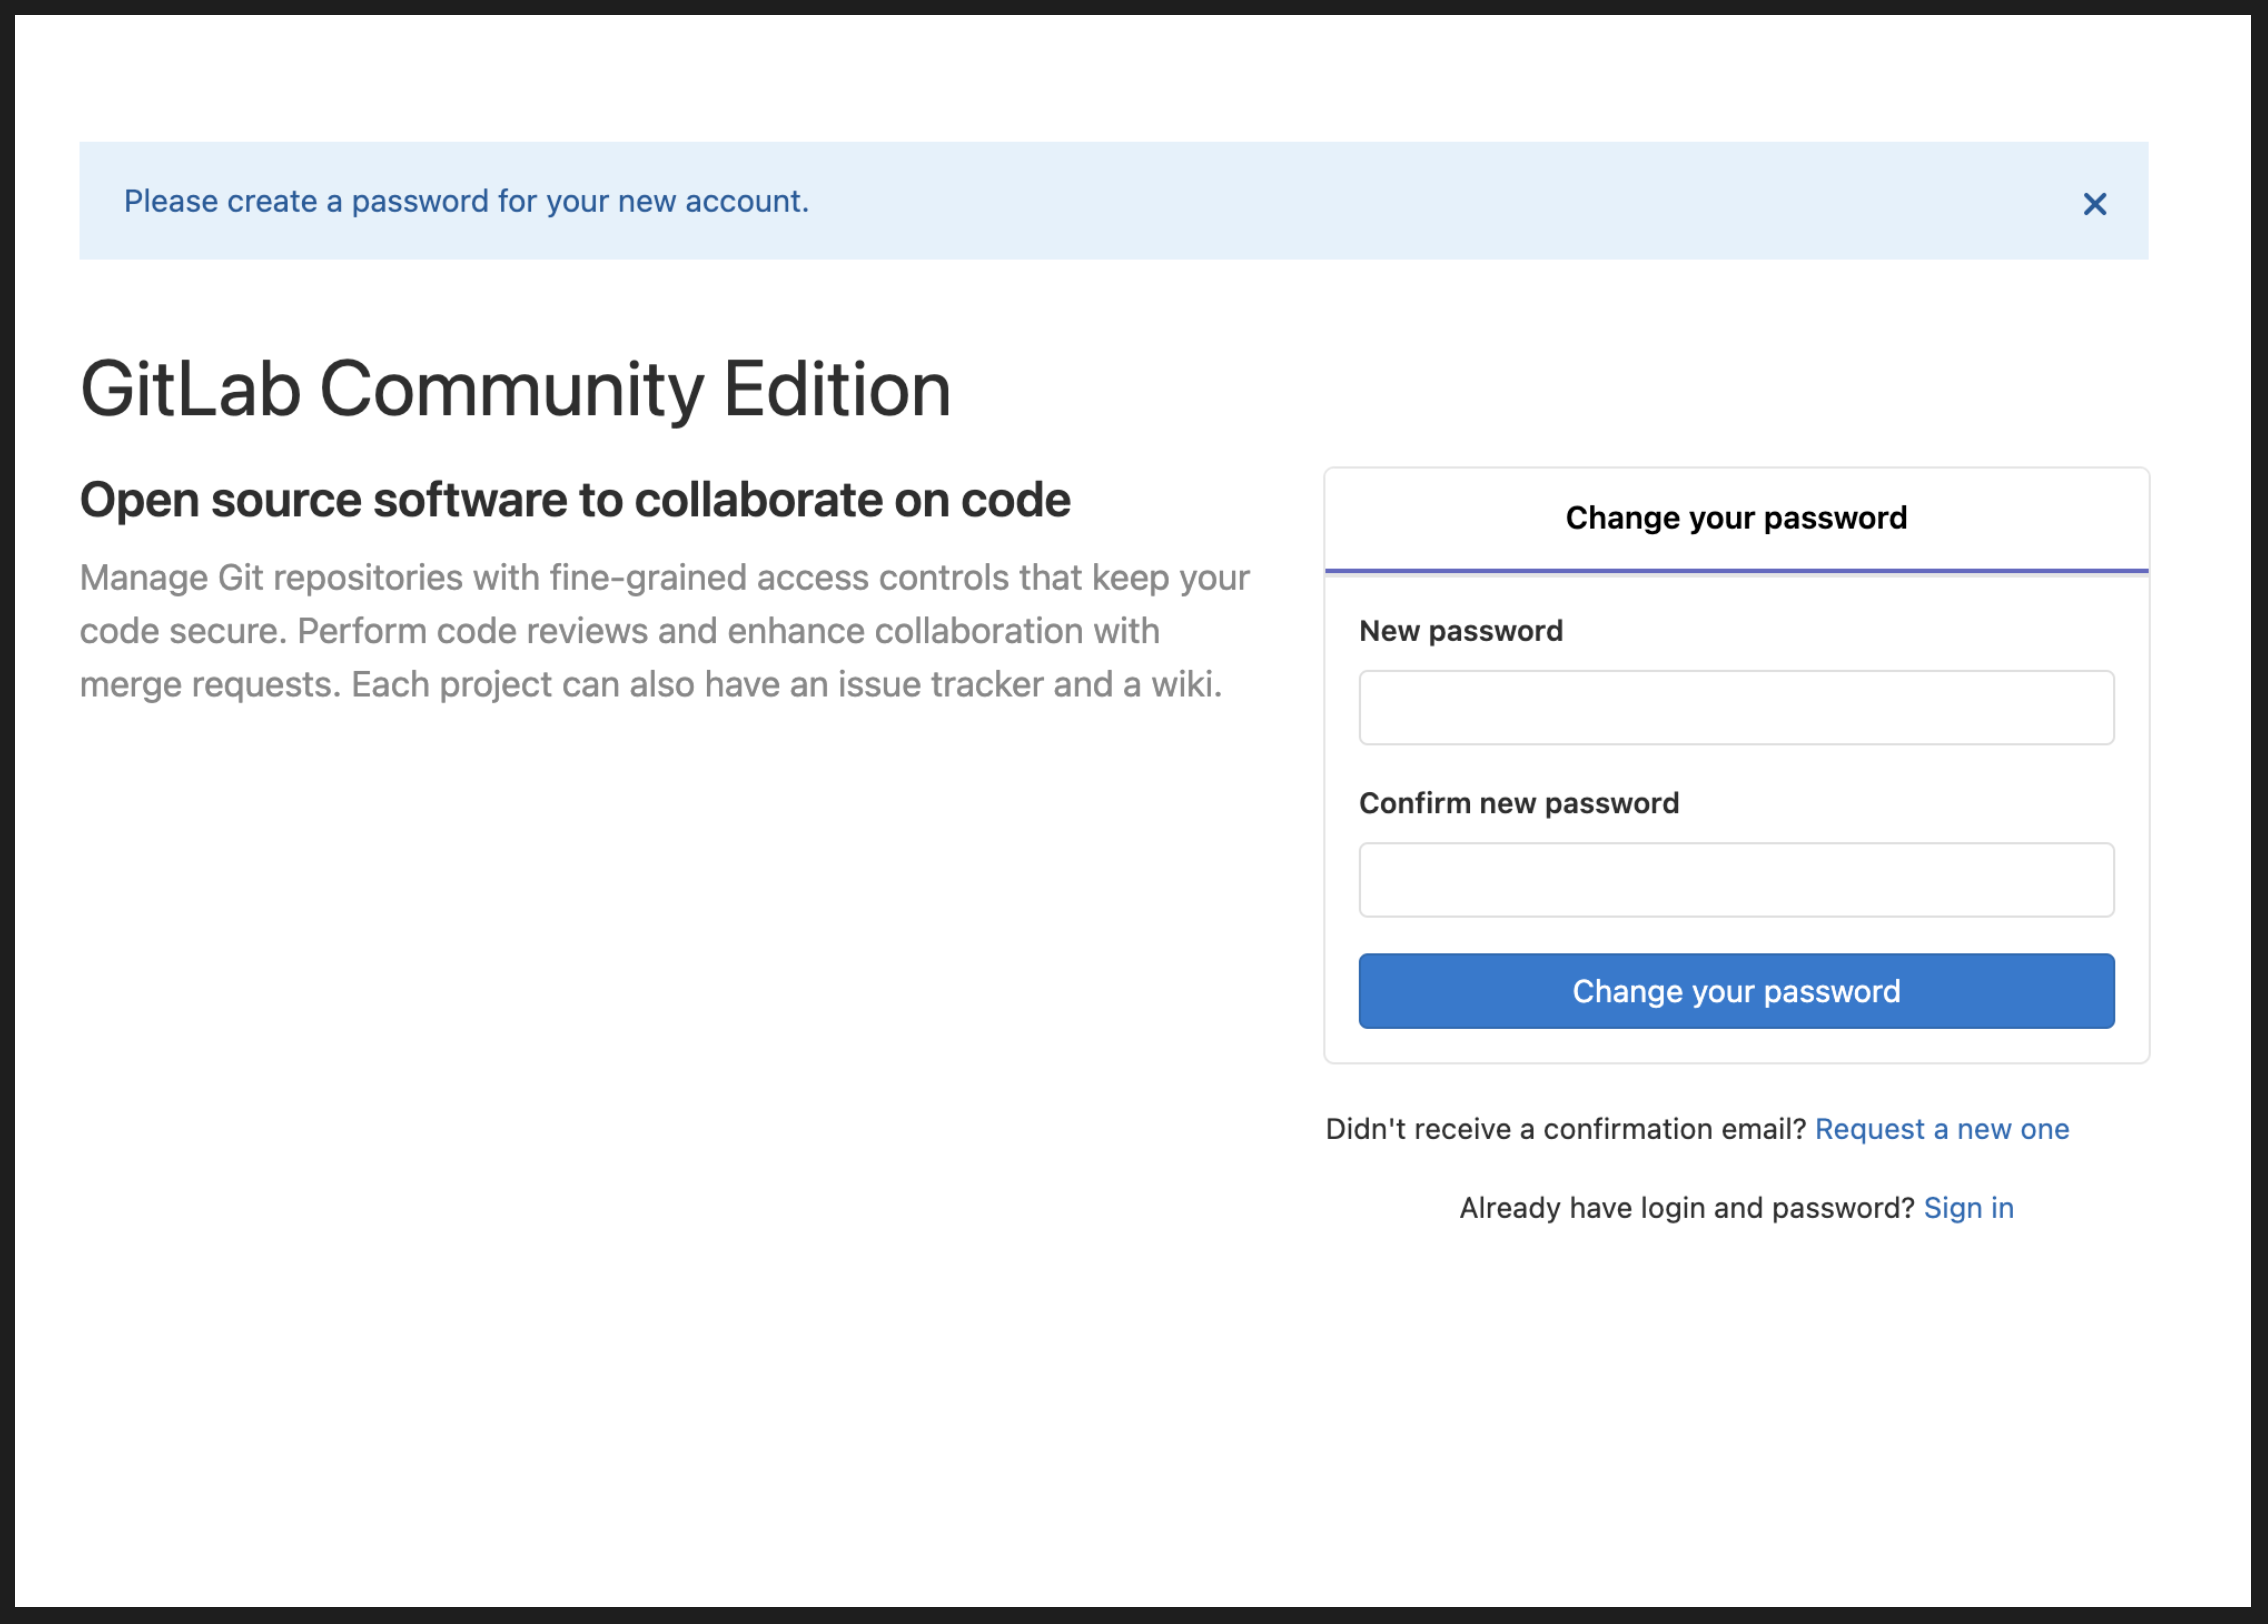 Please create a password for your new account.
GitLab Community Edition
Open source software to collaborate on code
Manage Git repositories with fine-grained access controls that keep your
code secure. Perform code reviews and enhance collaboration with
merge requests. Each project can also have an issue tracker and a wiki.
Change your password
New password
Confirm new password
Change your password
Didn't receive a confirmation email? Request a new one
Already have login and password? Sign in